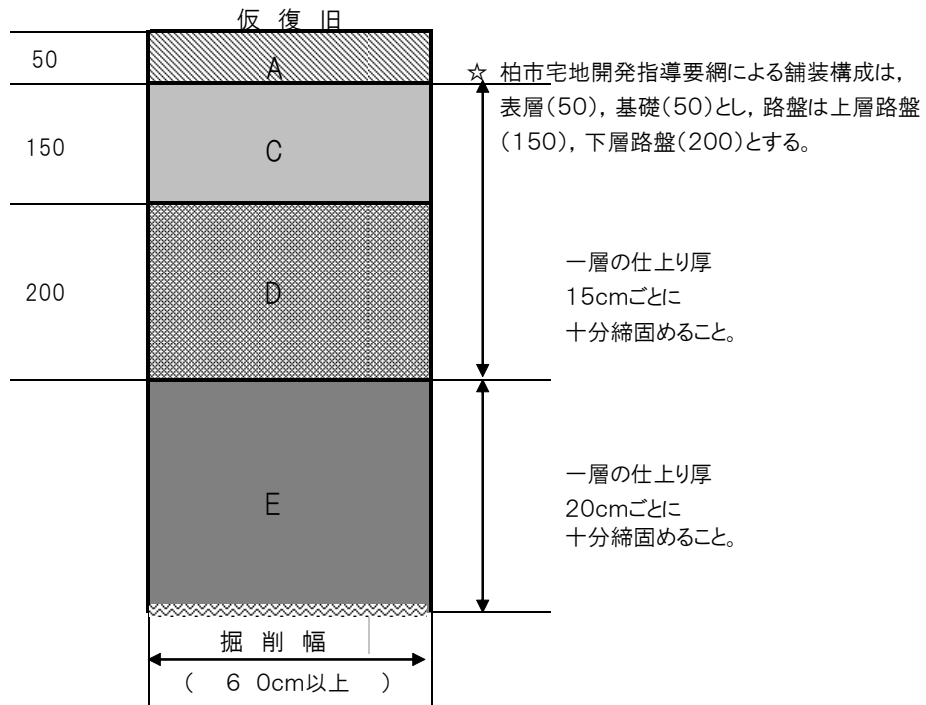 仮 復 旧
50
A
☆ 柏市宅地開発指導要綱による舗装構成は,
表層(50), 基礎(50)とし, 路盤は上層路盤
(150), 下層路盤(200)とする。
150
C
200
D
一層の仕上り厚
15cmごとに
十分締固めること。
E
一層の仕上り厚
20cmごとに
十分締固めること。
掘 削 幅
( 6 0cm以上 )